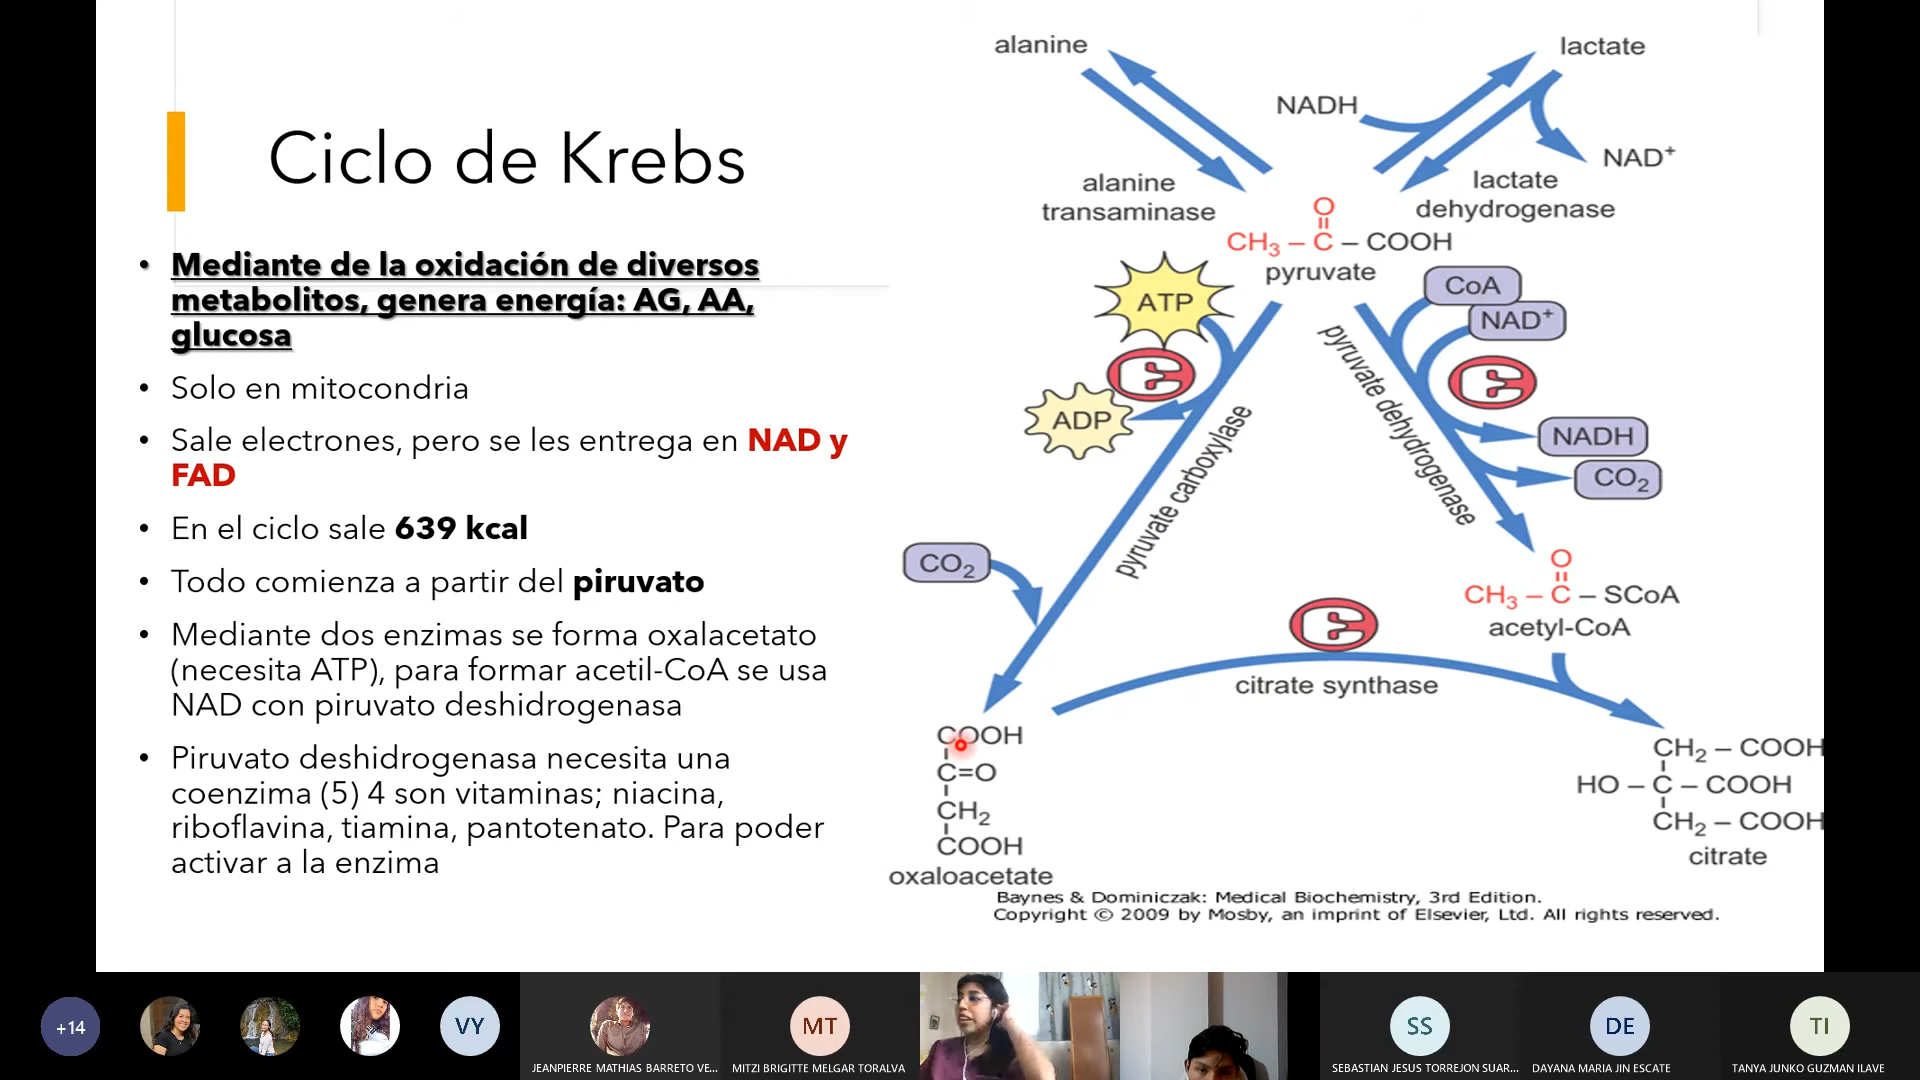 Ciclo de Krebs
• Mediante de la oxidación de diversos
metabolitos, genera energía: AG, AA,
glucosa
• Solo en mitocondria
• Sale electrones, pero se les entrega en NAD y
FAD
• En el ciclo sale 639 kcal
• Todo comienza a partir del piruvato
• Mediante dos enzimas se forma oxalacetato
(necesita ATP), para formar acetil-CoA se usa
NAD con piruvato deshidrogenasa
• Piruvato deshidrogenasa necesita una
coenzima (5) 4 son vitaminas; niacina,
riboflavina, tiamina, pantotenato. Para poder
activar a la enzima
alanine
lactate
NADH
NAD⁺
alanine
transaminase
lactate
dehydrogenase
O
CH₃ – C – COOH
pyruvate
ATP
ADP
CoA
NAD⁺
NADH
CO₂
pyruvate carboxylase
pyruvate dehydrogenase
CO₂
O
CH₃ – C – SCoA
acetyl-CoA
citrate synthase
COOH
C=O
CH₂
COOH
oxaloacetate
CH₂ – COOH
HO – C – COOH
CH₂ – COOH
citrate
Baynes & Dominiczak: Medical Biochemistry, 3rd Edition.
Copyright © 2009 by Mosby, an imprint of Elsevier, Ltd. All rights reserved.
+14
VY
JEANPIERRE MATHIAS BARRETO VE...
MT
MITZI BRIGITTE MELGAR TORALVA
SS
SEBASTIAN JESUS TORREJON SUAR...
DE
DAYANA MARIA JIN ESCATE
TI
TANYA JUNKO GUZMAN ILAVE